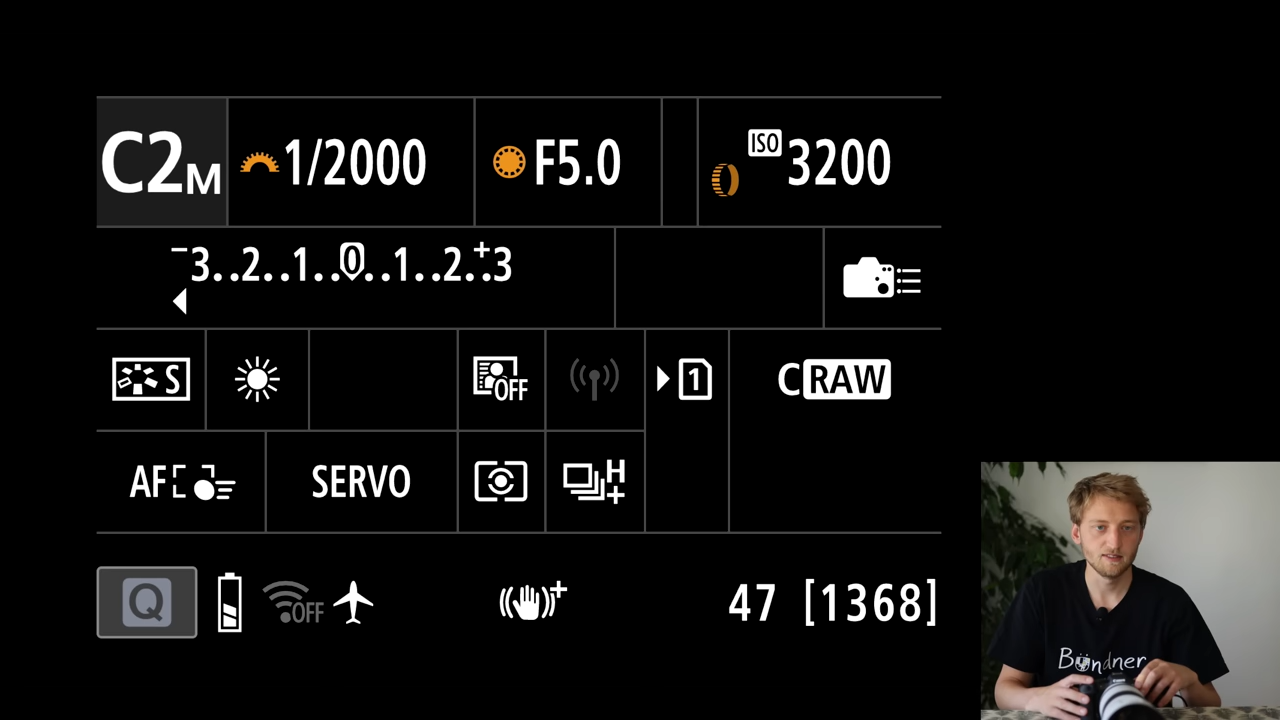 C2M 1/2000 F5.0 ISO 3200
-3..2..1..0..1..2..+3
S OFF 1 CRAW
AF SERVO H+
Q OFF 47 [1368]
Bündner